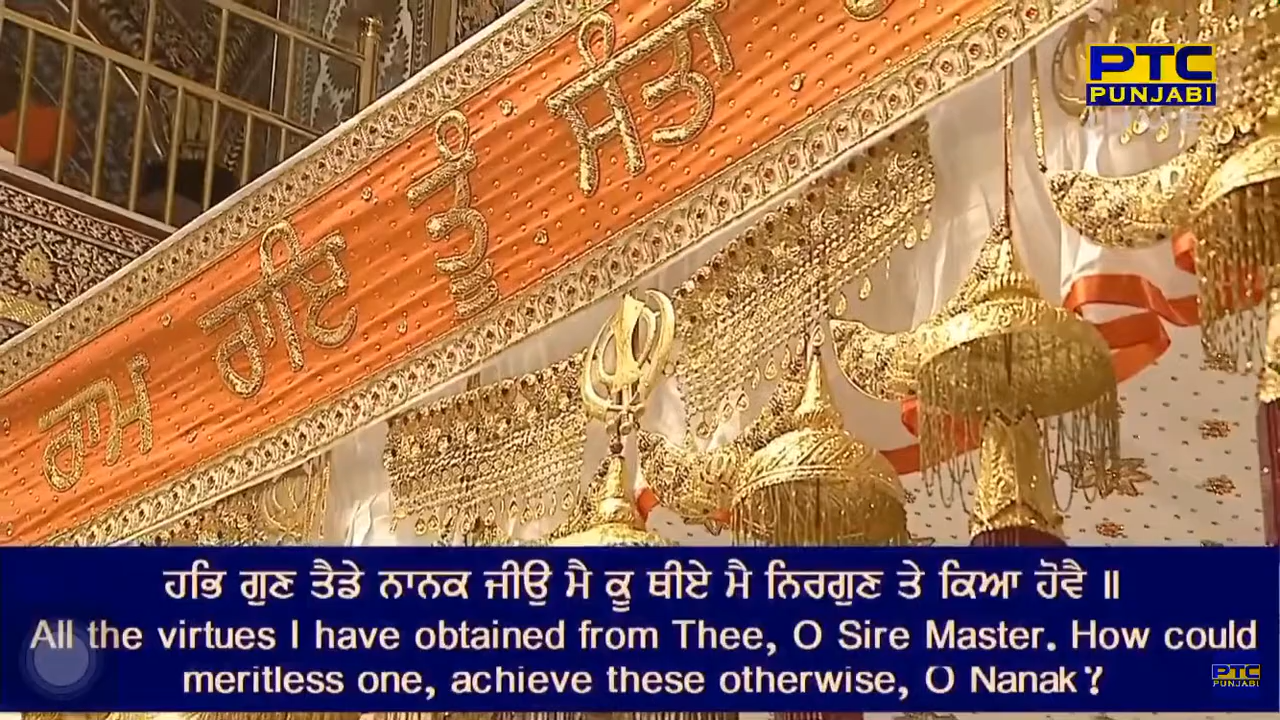 PTC
PUNJABI
ਹਭਿ ਗੁਣ ਤੈਡੇ ਨਾਨਕ ਜੀਉ ਮੈ ਕੂ ਥੀਏ ਮੈ ਨਿਰਗੁਣ ਤੇ ਕਿਆ ਹੋਵੈ ॥
All the virtues I have obtained from Thee, O Sire Master. How could
meritless one, achieve these otherwise, O Nanak?
PTC
PUNJABI